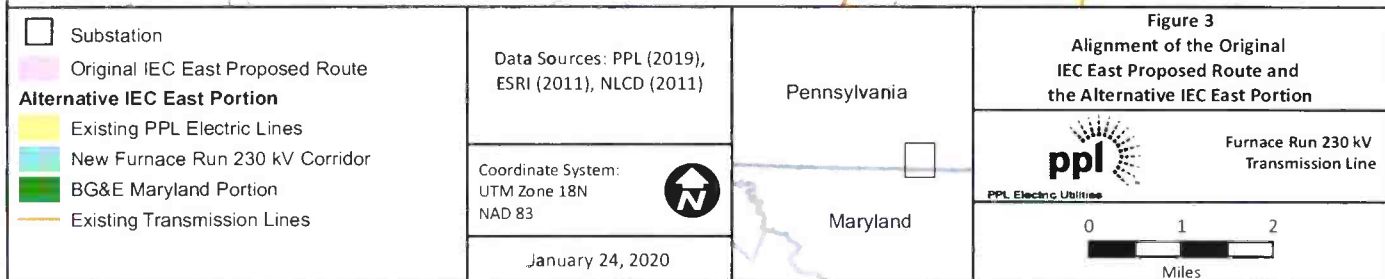 Substation
Original IEC East Proposed Route
Alternative IEC East Portion
Existing PPL Electric Lines
New Furnace Run 230 kV Corridor
BG&E Maryland Portion
Existing Transmission Lines
Data Sources: PPL (2019),
ESRI (2011), NLCD (2011)
Coordinate System:
UTM Zone 18N
NAD 83
N
January 24, 2020
Pennsylvania
Maryland
Figure 3
Alignment of the Original
IEC East Proposed Route and
the Alternative IEC East Portion
ppl
PPL Electric Utilities
Furnace Run 230 kV
Transmission Line
0 1 2
Miles